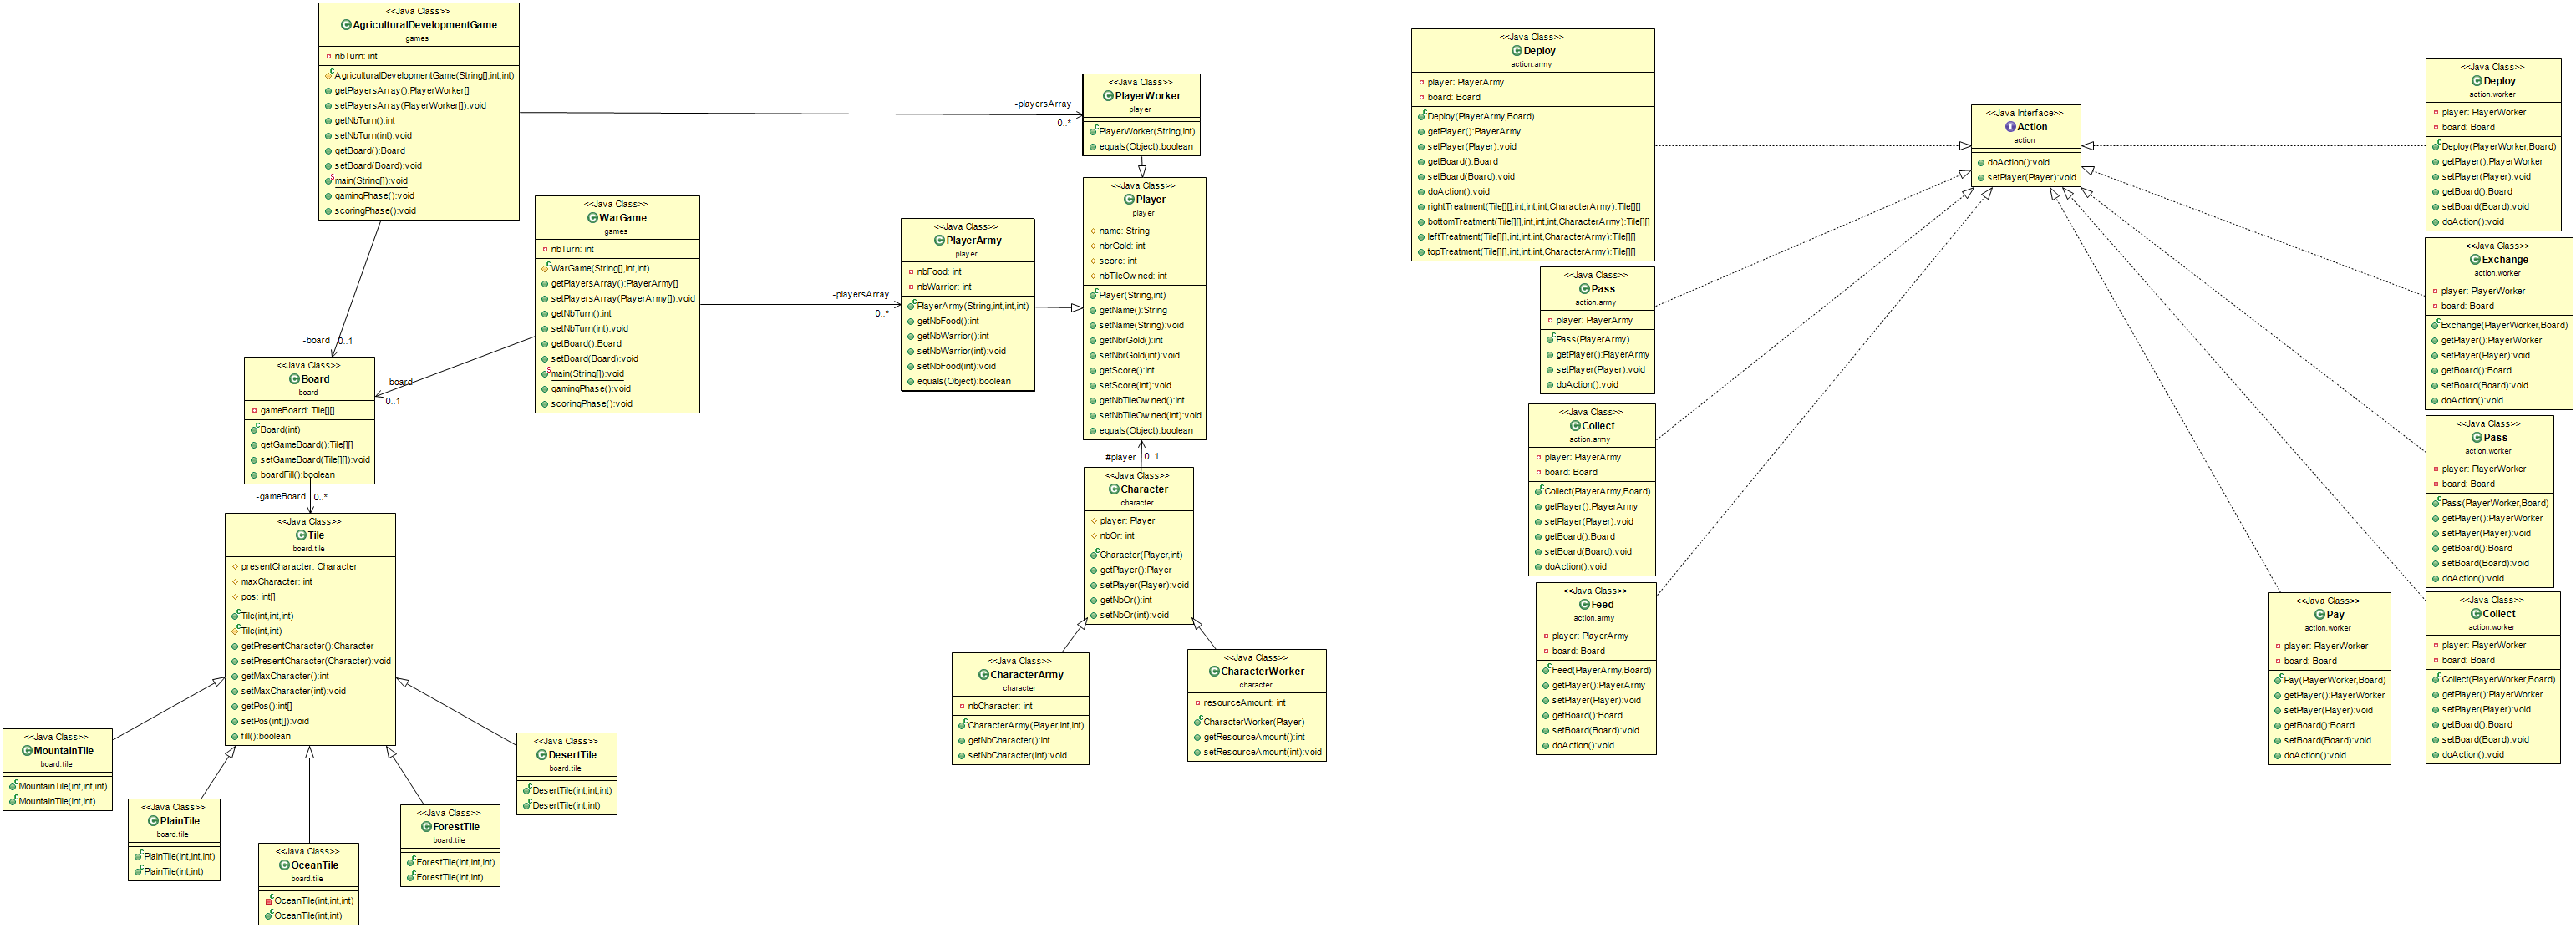 <<Java Class>>
AgriculturalDevelopmentGame
games
nbTurn: int
AgriculturalDevelopmentGame(String[],int,int)
getPlayersArray():PlayerWorker[]
setPlayersArray(PlayerWorker[]):void
getNbTurn():int
setNbTurn(int):void
getBoard():Board
setBoard(Board):void
main(String[]):void
gamingPhase():void
scoringPhase():void
-playersArray
0..*
<<Java Class>>
PlayerWorker
player
PlayerWorker(String,int)
equals(Object):boolean
<<Java Class>>
WarGame
games
nbTurn: int
WarGame(String[],int,int)
getPlayersArray():PlayerArmy[]
setPlayersArray(PlayerArmy[]):void
getNbTurn():int
setNbTurn(int):void
getBoard():Board
setBoard(Board):void
main(String[]):void
gamingPhase():void
scoringPhase():void
-playersArray
0..*
<<Java Class>>
PlayerArmy
player
nbFood: int
nbWarrior: int
PlayerArmy(String,int,int,int)
getNbFood():int
getNbWarrior():int
setNbWarrior(int):void
setNbFood(int):void
equals(Object):boolean
<<Java Class>>
Player
player
name: String
nbrGold: int
score: int
nbTileOwned: int
Player(String,int)
getName():String
setName(String):void
getNbrGold():int
setNbrGold(int):void
getScore():int
setScore(int):void
getNbTileOwned():int
setNbTileOwned(int):void
equals(Object):boolean
-board
0..1
-board
0..1
<<Java Class>>
Board
board
gameBoard: Tile[][]
Board(int)
getGameBoard():Tile[][]
setGameBoard(Tile[][]):void
boardFill():boolean
-gameBoard
0..*
<<Java Class>>
Tile
board.tile
presentCharacter: Character
maxCharacter: int
pos: int[]
Tile(int,int,int)
Tile(int,int)
getPresentCharacter():Character
setPresentCharacter(Character):void
getMaxCharacter():int
setMaxCharacter(int):void
getPos():int[]
setPos(int[]):void
fill():boolean
<<Java Class>>
MountainTile
board.tile
MountainTile(int,int,int)
MountainTile(int,int)
<<Java Class>>
PlainTile
board.tile
PlainTile(int,int,int)
PlainTile(int,int)
<<Java Class>>
OceanTile
board.tile
OceanTile(int,int,int)
OceanTile(int,int)
<<Java Class>>
ForestTile
board.tile
ForestTile(int,int,int)
ForestTile(int,int)
<<Java Class>>
DesertTile
board.tile
DesertTile(int,int,int)
DesertTile(int,int)
#player
0..1
<<Java Class>>
Character
character
player: Player
nbOr: int
Character(Player,int)
getPlayer():Player
setPlayer(Player):void
getNbOr():int
setNbOr(int):void
<<Java Class>>
CharacterArmy
character
nbCharacter: int
CharacterArmy(Player,int,int)
getNbCharacter():int
setNbCharacter(int):void
<<Java Class>>
CharacterWorker
character
resourceAmount: int
CharacterWorker(Player)
getResourceAmount():int
setResourceAmount(int):void
<<Java Class>>
Deploy
action.army
player: PlayerArmy
board: Board
Deploy(PlayerArmy,Board)
getPlayer():PlayerArmy
setPlayer(Player):void
getBoard():Board
setBoard(Board):void
doAction():void
rightTreatment(Tile[][],int,int,int,CharacterArmy):Tile[][]
bottomTreatment(Tile[][],int,int,int,CharacterArmy):Tile[][]
leftTreatment(Tile[][],int,int,int,CharacterArmy):Tile[][]
topTreatment(Tile[][],int,int,int,CharacterArmy):Tile[][]
<<Java Class>>
Pass
action.army
player: PlayerArmy
Pass(PlayerArmy)
getPlayer():PlayerArmy
setPlayer(Player):void
doAction():void
<<Java Class>>
Collect
action.army
player: PlayerArmy
board: Board
Collect(PlayerArmy,Board)
getPlayer():PlayerArmy
setPlayer(Player):void
getBoard():Board
setBoard(Board):void
doAction():void
<<Java Class>>
Feed
action.army
player: PlayerArmy
board: Board
Feed(PlayerArmy,Board)
getPlayer():PlayerArmy
setPlayer(Player):void
getBoard():Board
setBoard(Board):void
doAction():void
<<Java Interface>>
Action
action
doAction():void
setPlayer(Player):void
<<Java Class>>
Deploy
action.worker
player: PlayerWorker
board: Board
Deploy(PlayerWorker,Board)
getPlayer():PlayerWorker
setPlayer(Player):void
getBoard():Board
setBoard(Board):void
doAction():void
<<Java Class>>
Exchange
action.worker
player: PlayerWorker
board: Board
Exchange(PlayerWorker,Board)
getPlayer():PlayerWorker
setPlayer(Player):void
getBoard():Board
setBoard(Board):void
doAction():void
<<Java Class>>
Pass
action.worker
player: PlayerWorker
board: Board
Pass(PlayerWorker,Board)
getPlayer():PlayerWorker
setPlayer(Player):void
getBoard():Board
setBoard(Board):void
doAction():void
<<Java Class>>
Pay
action.worker
player: PlayerWorker
board: Board
Pay(PlayerWorker,Board)
getPlayer():PlayerWorker
setPlayer(Player):void
getBoard():Board
setBoard(Board):void
doAction():void
<<Java Class>>
Collect
action.worker
player: PlayerWorker
board: Board
Collect(PlayerWorker,Board)
getPlayer():PlayerWorker
setPlayer(Player):void
getBoard():Board
setBoard(Board):void
doAction():void